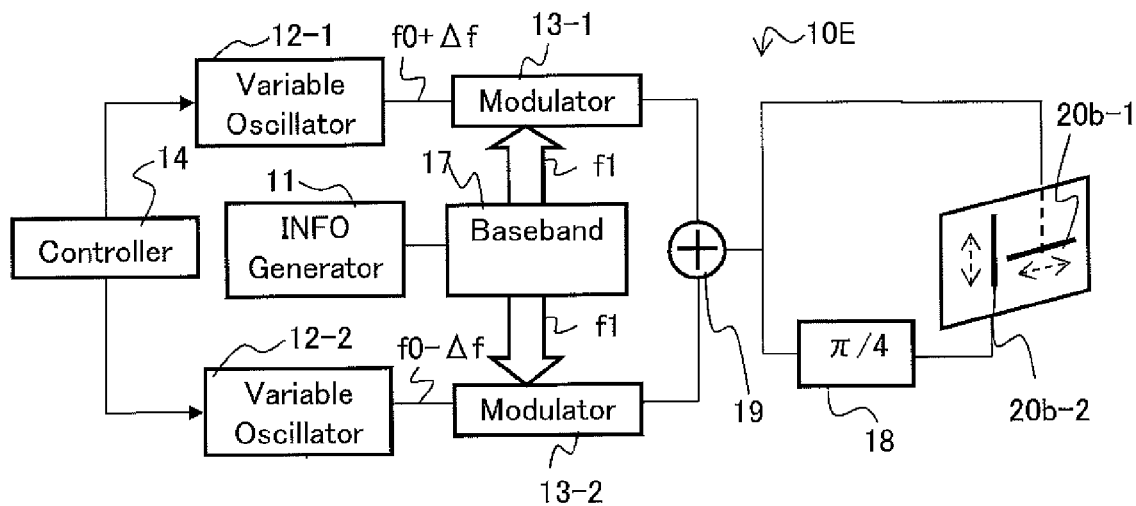 12-1
f0+Δf
13-1
10E
Variable
Oscillator
Modulator
20b-1
14
f1
11
17
Controller
INFO
Generator
Baseband
f1
12-2
f0-Δf
π/4
19
Variable
Oscillator
Modulator
18
20b-2
13-2